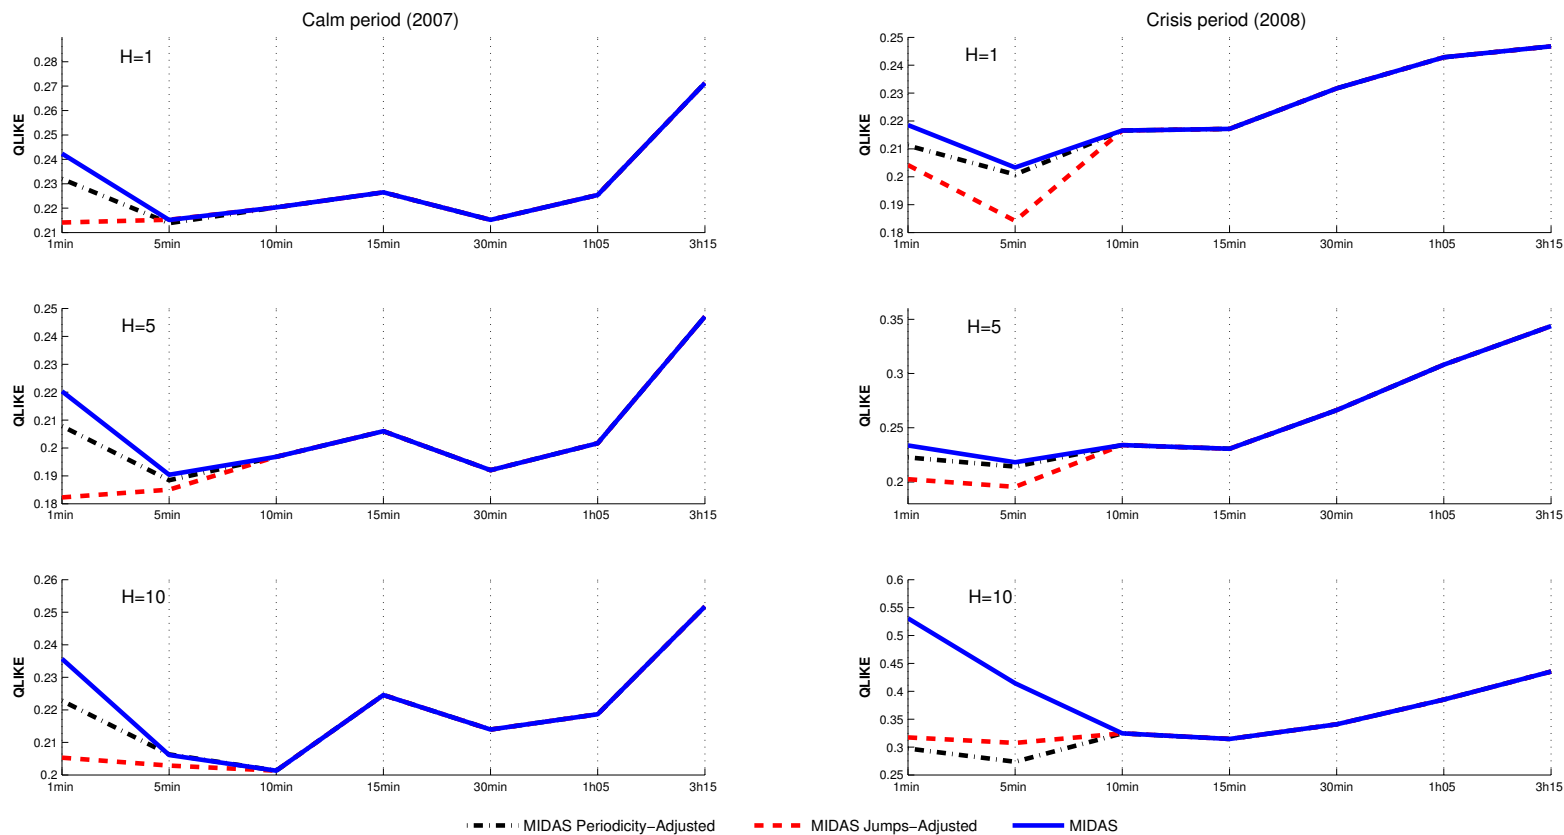 Calm period (2007)
H=1
QLIKE
0.28
0.27
0.26
0.25
0.24
0.23
0.22
0.21
1min 5min 10min 15min 30min 1h05 3h15
Crisis period (2008)
H=1
QLIKE
0.25
0.24
0.23
0.22
0.21
0.2
0.19
0.18
1min 5min 10min 15min 30min 1h05 3h15
H=5
QLIKE
0.25
0.24
0.23
0.22
0.21
0.2
0.19
0.18
1min 5min 10min 15min 30min 1h05 3h15
H=5
QLIKE
0.35
0.3
0.25
0.2
1min 5min 10min 15min 30min 1h05 3h15
H=10
QLIKE
0.26
0.25
0.24
0.23
0.22
0.21
0.2
1min 5min 10min 15min 30min 1h05 3h15
H=10
QLIKE
0.6
0.55
0.5
0.45
0.4
0.35
0.3
0.25
1min 5min 10min 15min 30min 1h05 3h15
MIDAS Periodicity−Adjusted MIDAS Jumps−Adjusted MIDAS